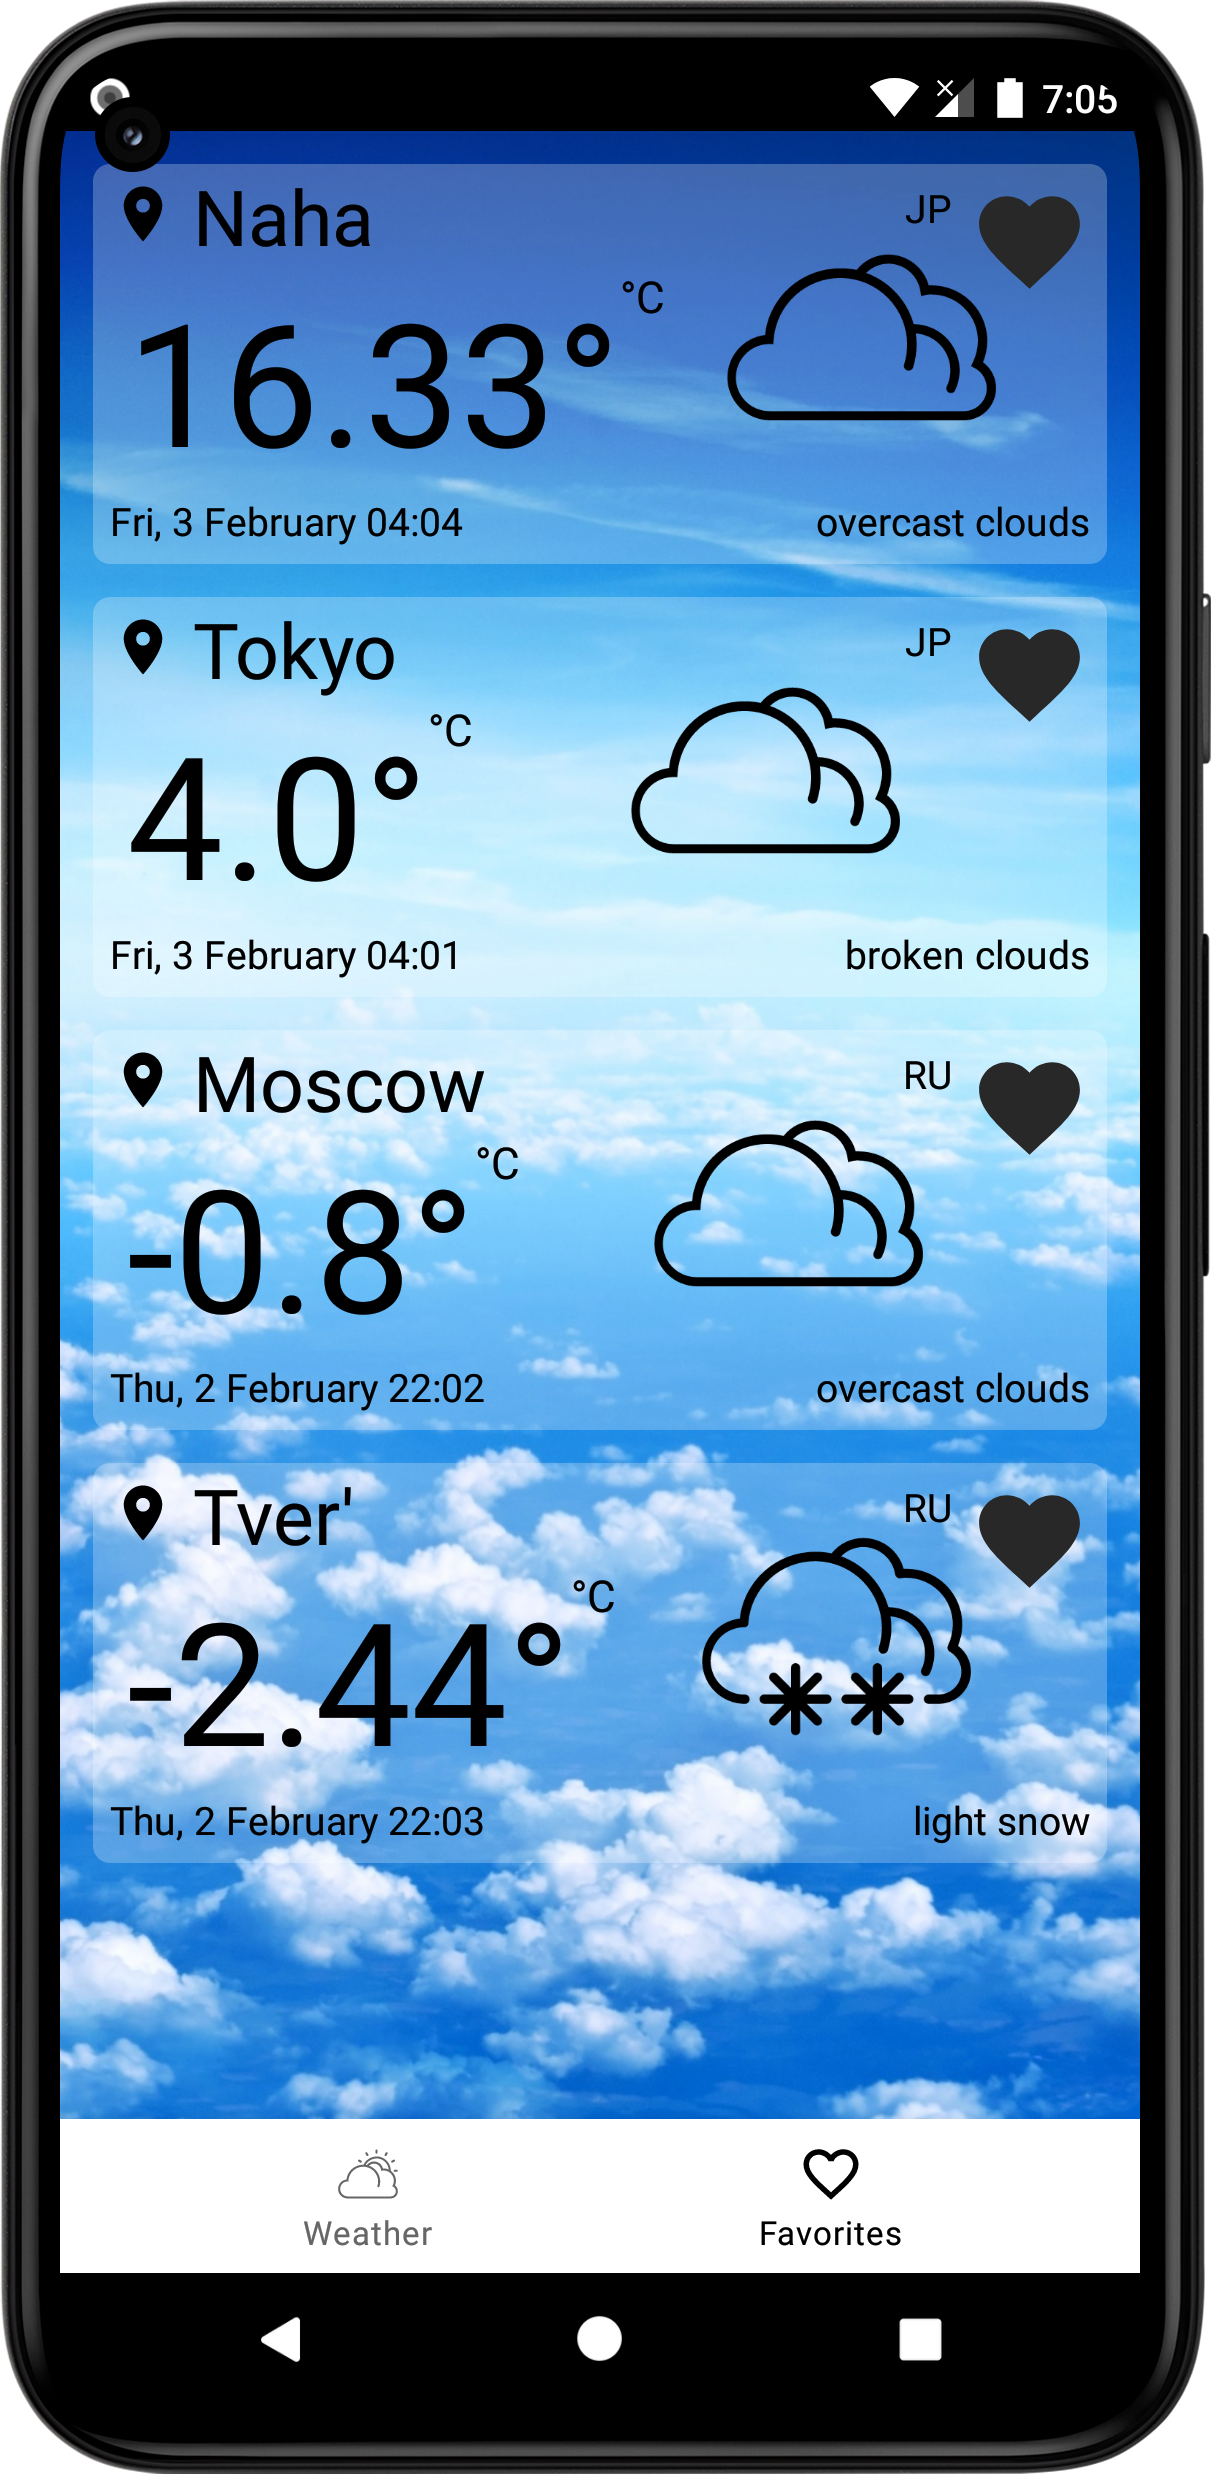 7:05
Naha
JP
16.33°
°C
Fri, 3 February 04:04
overcast clouds
Tokyo
JP
4.0°
°C
Fri, 3 February 04:01
broken clouds
Moscow
RU
-0.8°
°C
Thu, 2 February 22:02
overcast clouds
Tver'
RU
-2.44°
°C
Thu, 2 February 22:03
light snow
Weather
Favorites